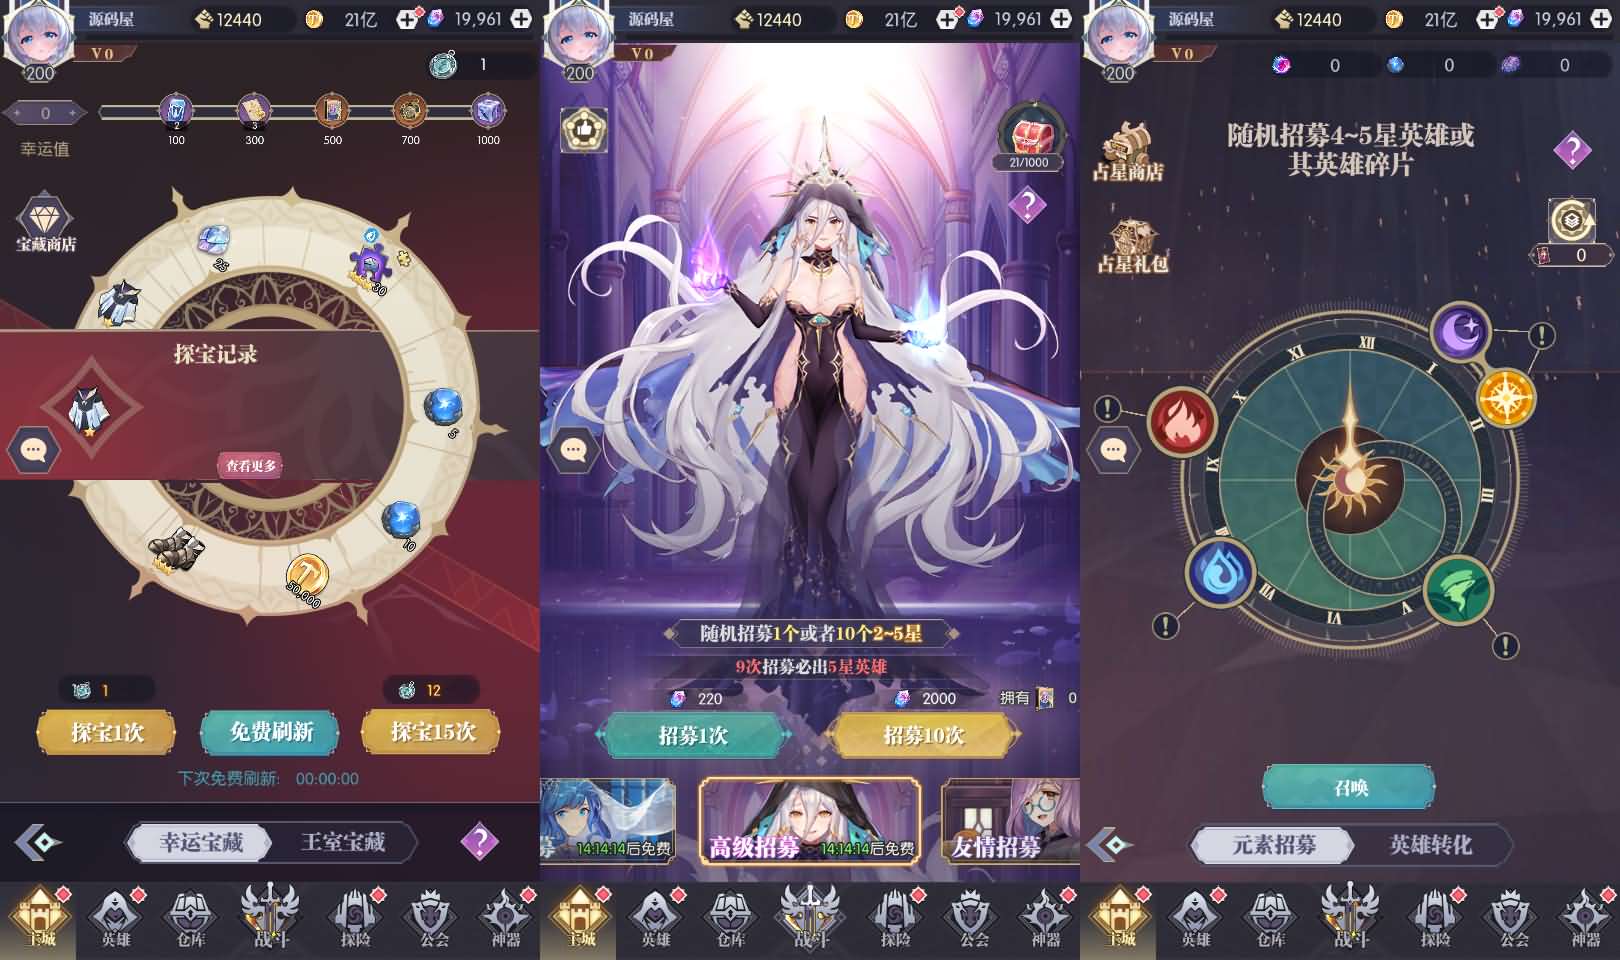 源码屋
12440
21亿
19,961
V0
200
1
0
幸运值
2
3
100
300
500
700
1000
宝藏商店
25
30
探宝记录
查看更多
5
10
50,000
1
12
探宝1次
免费刷新
探宝15次
下次免费刷新: 00:00:00
幸运宝藏
王室宝藏
?
主城
英雄
仓库
战斗
探险
公会
神器
源码屋
12440
21亿
19,961
V0
200
21/1000
?
随机招募1个或者10个2~5星
9次招募必出5星英雄
220
2000
拥有
0
招募1次
招募10次
募
14:14:14后免费
高级招募
14:14:14后免费
友情招募
主城
英雄
仓库
战斗
探险
公会
神器
源码屋
12440
21亿
19,961
V0
200
0
0
0
占星商店
随机招募4~5星英雄或
其英雄碎片
?
占星礼包
0
XII
I
II
III
V
VI
VII
IX
X
XI
!
!
!
!
召唤
元素招募
英雄转化
主城
英雄
仓库
战斗
探险
公会
神器